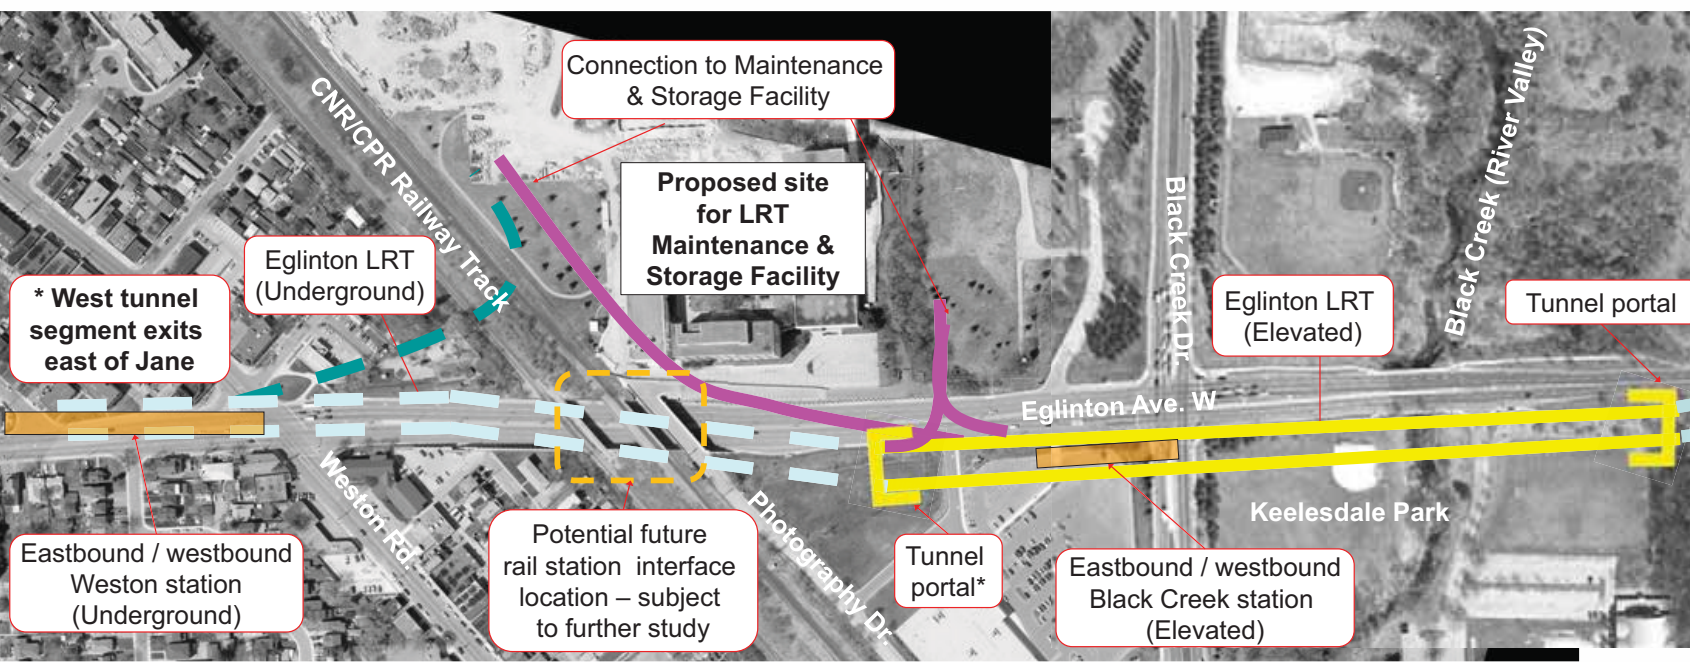 Connection to Maintenance
& Storage Facility
CNR/CPR Railway Track
Proposed site
for LRT
Maintenance &
Storage Facility
Black Creek Dr.
Black Creek (River Valley)
Eglinton LRT
(Underground)
* West tunnel
segment exits
east of Jane
Eglinton LRT
(Elevated)
Tunnel portal
Eglinton Ave. W
Weston Rd.
Photography Dr.
Keelesdale Park
Eastbound / westbound
Weston station
(Underground)
Potential future
rail station interface
location – subject
to further study
Tunnel
portal*
Eastbound / westbound
Black Creek station
(Elevated)